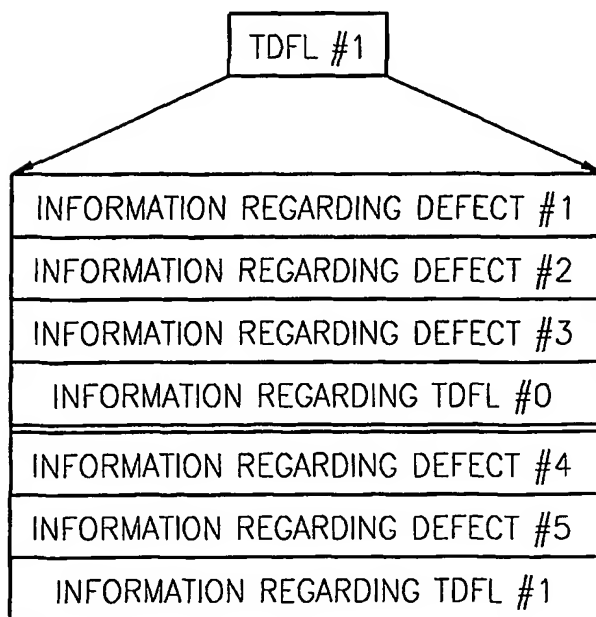 TDFL #1
INFORMATION REGARDING DEFECT #1
INFORMATION REGARDING DEFECT #2
INFORMATION REGARDING DEFECT #3
INFORMATION REGARDING TDFL #0
INFORMATION REGARDING DEFECT #4
INFORMATION REGARDING DEFECT #5
INFORMATION REGARDING TDFL #1